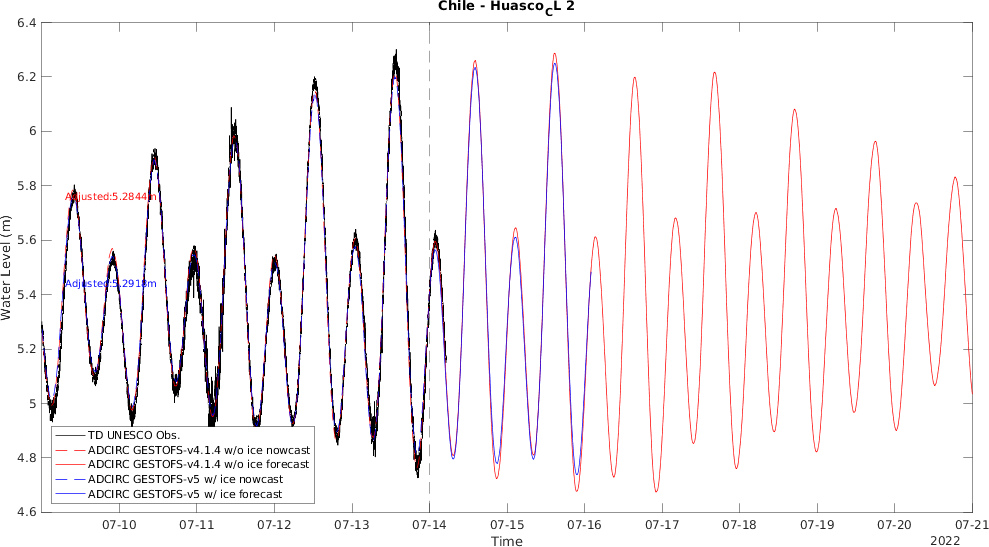 Chile - Huasco_CL 2
6.4
6.2
6
5.8
5.6
5.4
5.2
5
4.8
4.6
Water Level (m)
Adjusted:5.2844m
Adjusted:5.2918m
TD UNESCO Obs.
ADCIRC GESTOFS-v4.1.4 w/o ice nowcast
ADCIRC GESTOFS-v4.1.4 w/o ice forecast
ADCIRC GESTOFS-v5 w/ ice nowcast
ADCIRC GESTOFS-v5 w/ ice forecast
07-10 07-11 07-12 07-13 07-14 07-15 07-16 07-17 07-18 07-19 07-20 07-21
Time
2022